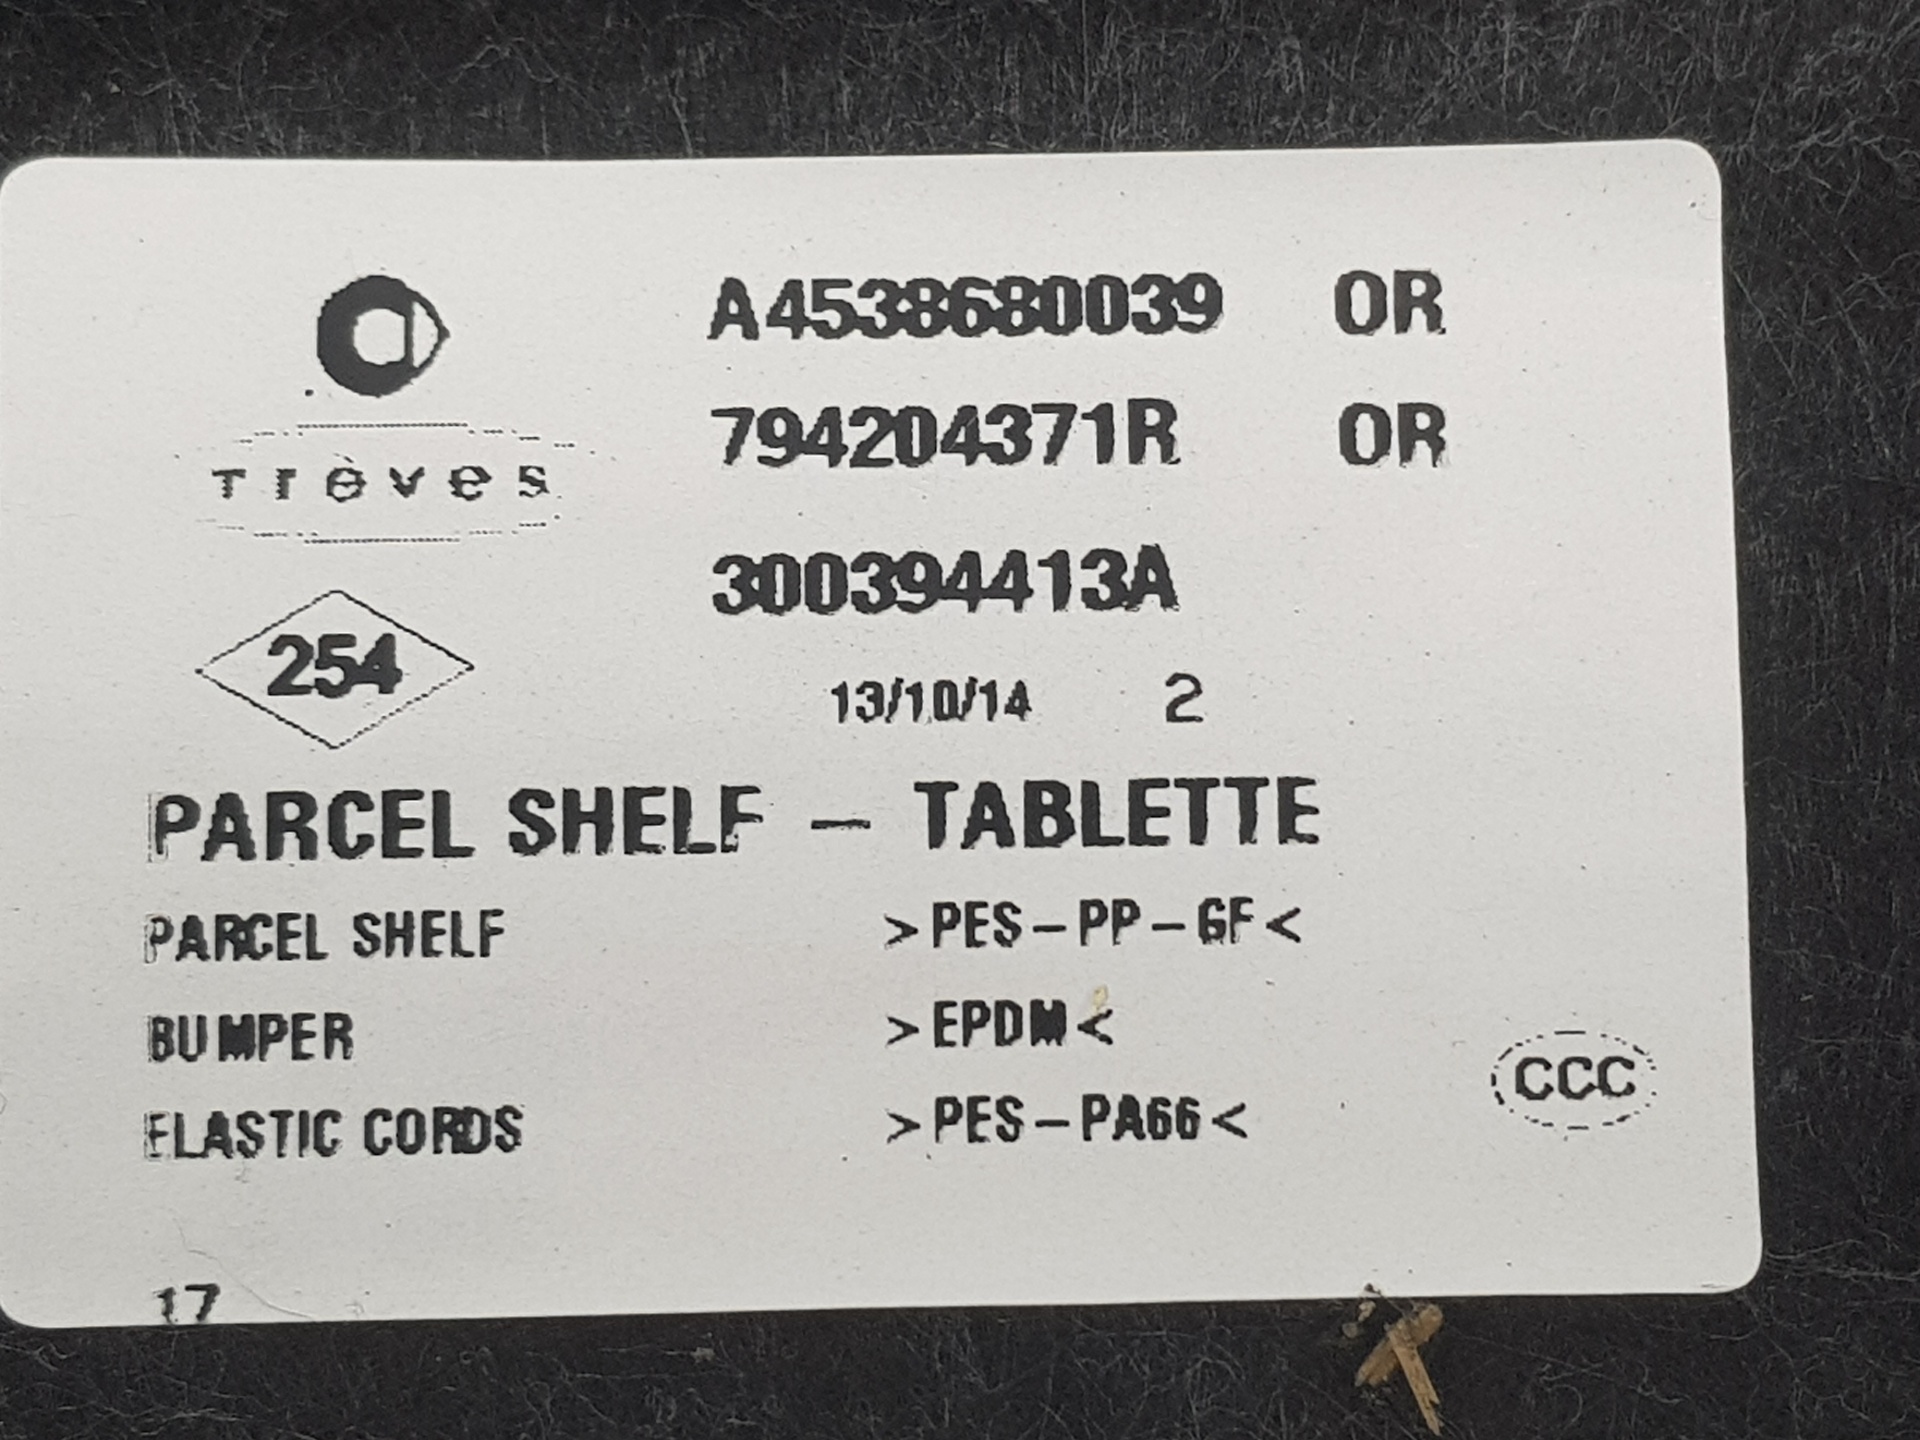 A4538680039 OR
Trèves
794204371R OR
300394413A
254
13/10/14 2
PARCEL SHELF - TABLETTE
PARCEL SHELF >PES-PP-GF<
BUMPER >EPDM<
ELASTIC CORDS >PES-PA66<
CCC
17